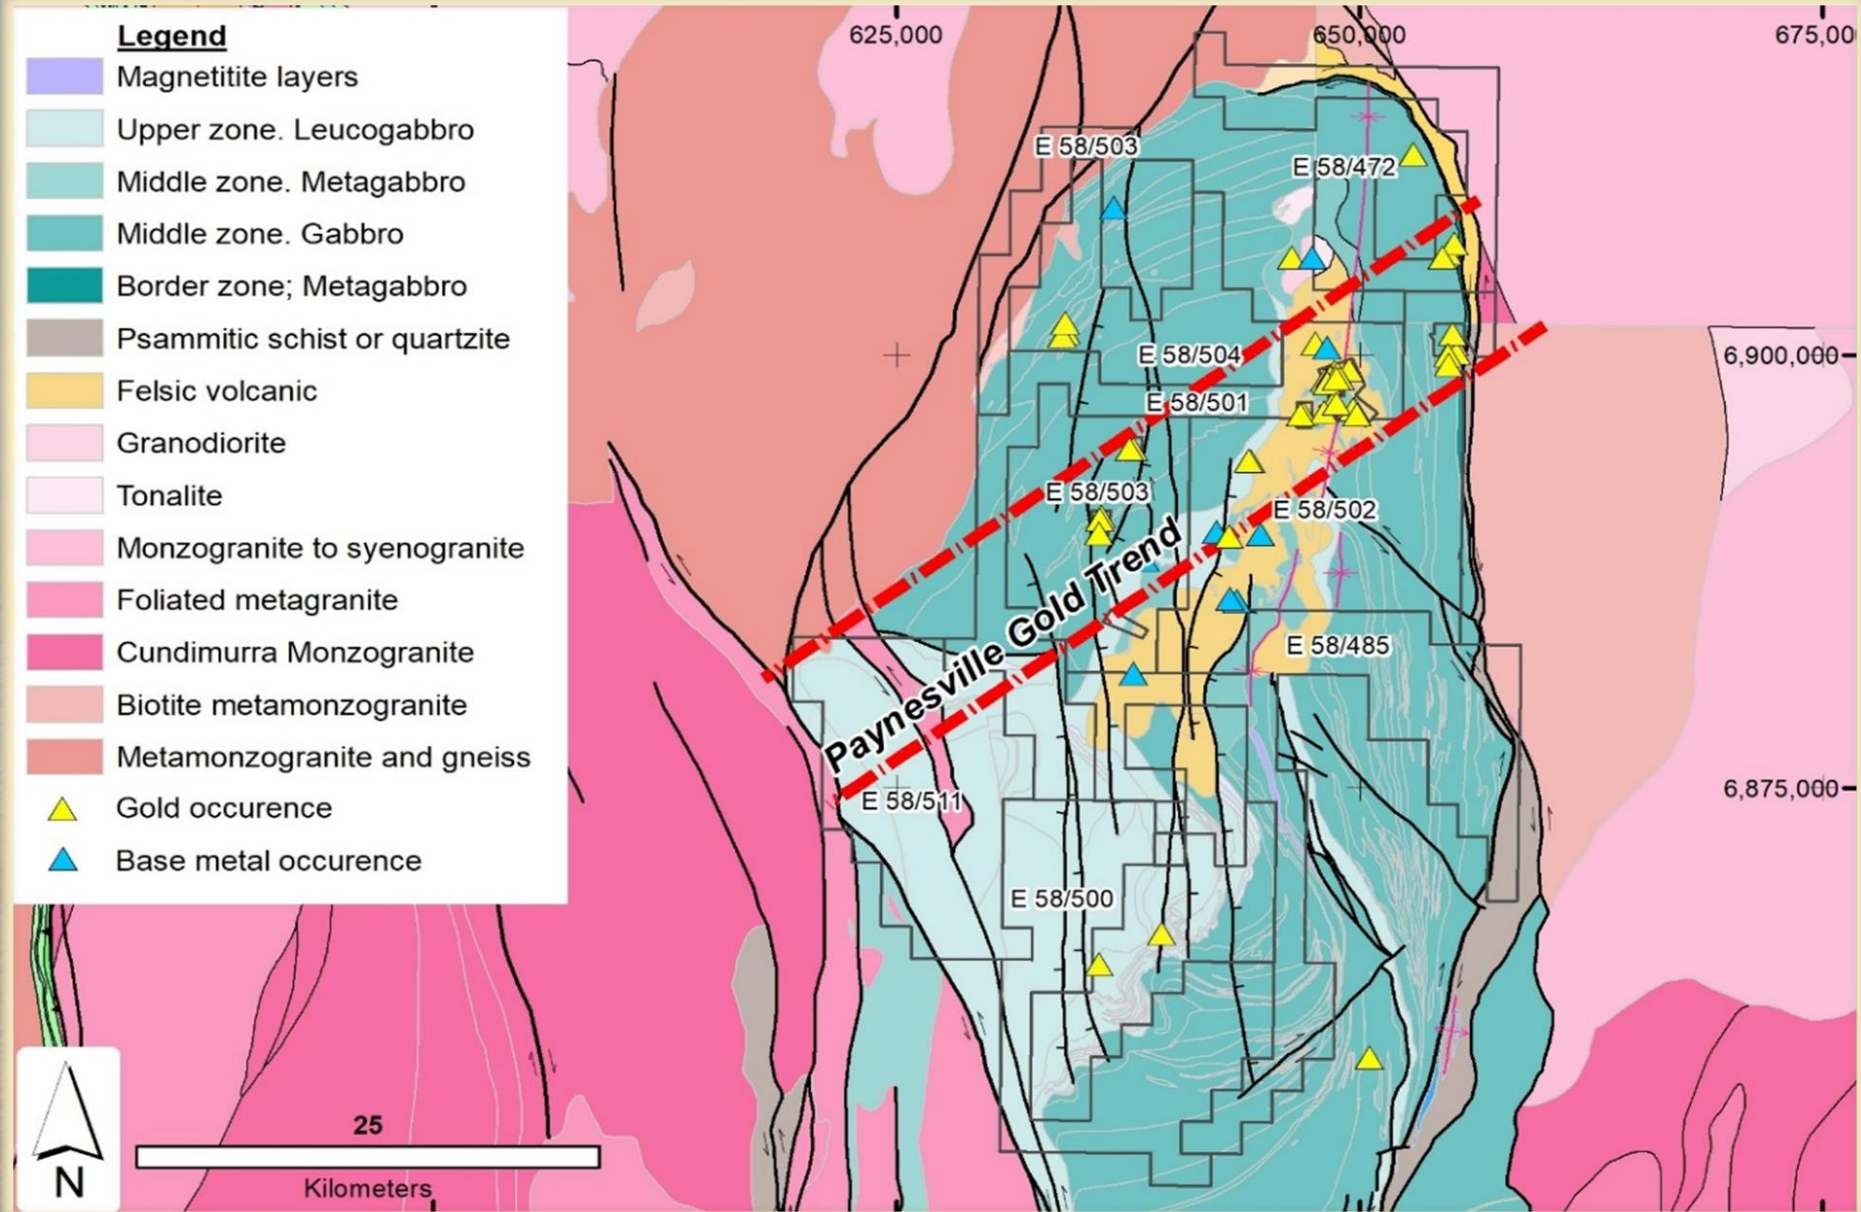 Legend
Magnetitite layers
Upper zone. Leucogabbro
Middle zone. Metagabbro
Middle zone. Gabbro
Border zone; Metagabbro
Psammitic schist or quartzite
Felsic volcanic
Granodiorite
Tonalite
Monzogranite to syenogranite
Foliated metagranite
Cundimurra Monzogranite
Biotite metamonzogranite
Metamonzogranite and gneiss
Gold occurence
Base metal occurence
N
25
Kilometers
625,000
650,000
675,00
E 58/503
E 58/472
6,900,000
E 58/504
E 58/501
E 58/503
E 58/502
Paynesville Gold Trend
E 58/485
6,875,000
E 58/511
E 58/500